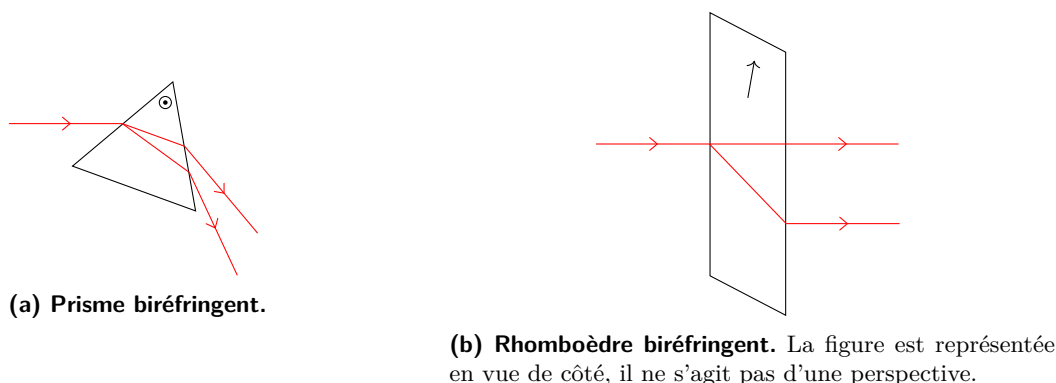 (a) Prisme biréfringent.
(b) Rhomboèdre biréfringent. La figure est représentée
en vue de côté, il ne s'agit pas d'une perspective.